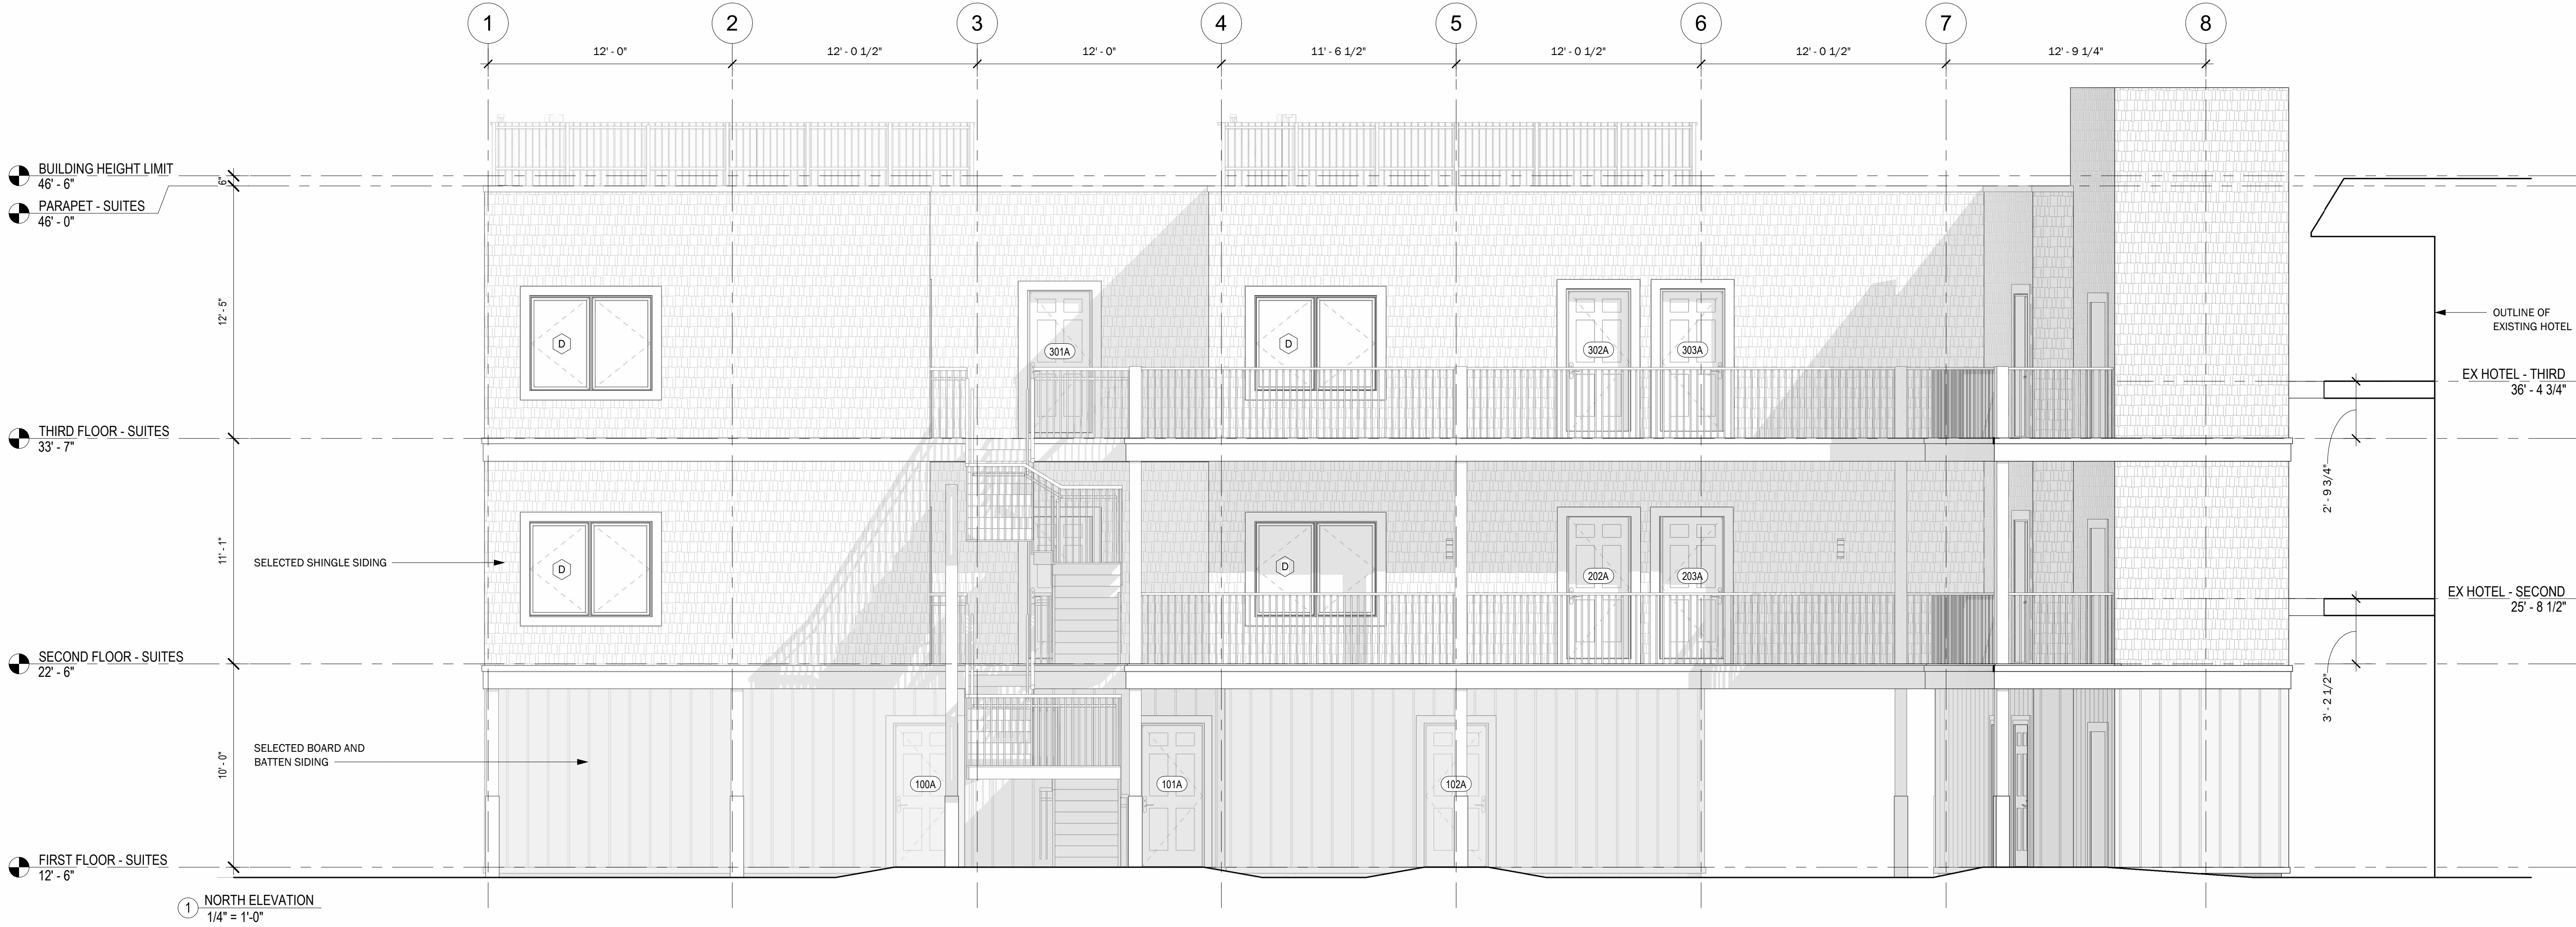 1 2 3 4 5 6 7 8
12' - 0" 12' - 0 1/2" 12' - 0" 11' - 6 1/2" 12' - 0 1/2" 12' - 0 1/2" 12' - 9 1/4"
BUILDING HEIGHT LIMIT
46' - 6"
6"
PARAPET - SUITES
46' - 0"
12' - 5"
OUTLINE OF
EXISTING HOTEL
D
301A
D
302A
303A
EX HOTEL - THIRD
36' - 4 3/4"
THIRD FLOOR - SUITES
33' - 7"
2' - 9 3/4"
11' - 1"
SELECTED SHINGLE SIDING
D
D
202A
203A
EX HOTEL - SECOND
25' - 8 1/2"
SECOND FLOOR - SUITES
22' - 6"
3' - 2 1/2"
SELECTED BOARD AND
BATTEN SIDING
10' - 0"
100A
101A
102A
FIRST FLOOR - SUITES
12' - 6"
1 NORTH ELEVATION
1/4" = 1'-0"